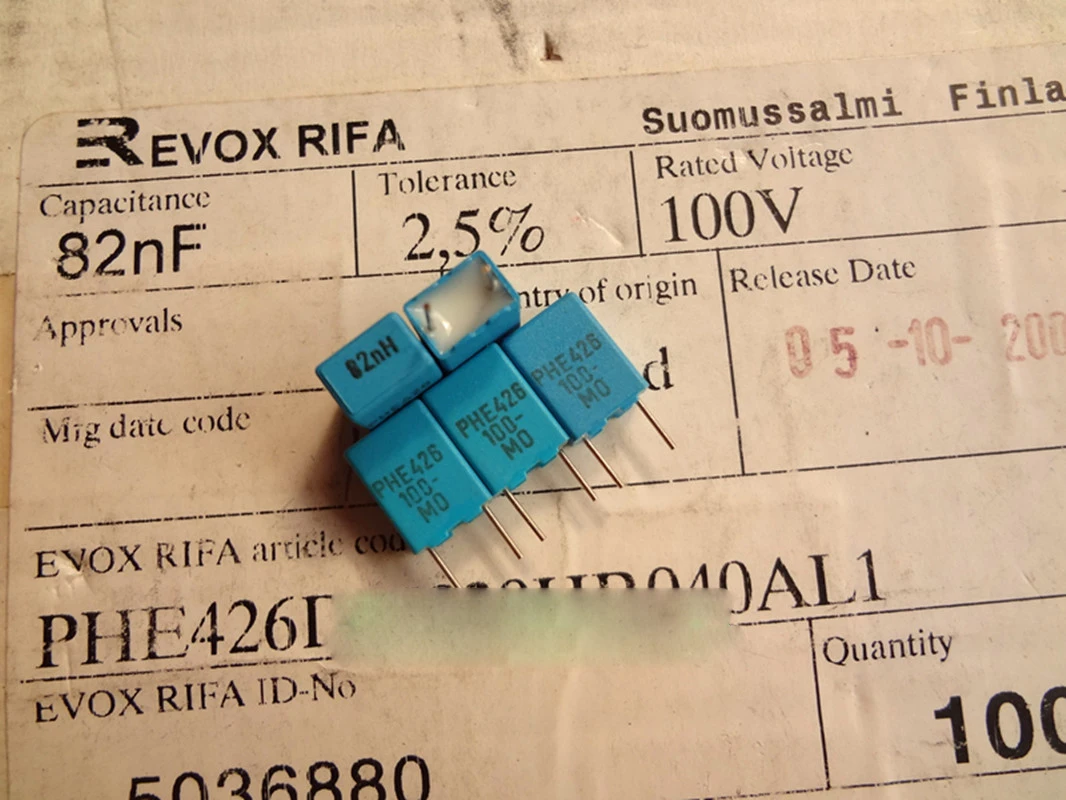 EVOX RIFA
Suomussalmi Finla
Capacitance
82nF
Tolerance
2,5%
Rated Voltage
100V
Approvals
ntry of origin
d
Release Date
05-10-200
Mfg date code
82nH
PHE426
100-
MO
PHE426
100-
MO
PHE426
100-
MO
EVOX RIFA article cod
PHE426D
040AL1
EVOX RIFA ID-No
5036880
Quantity
100